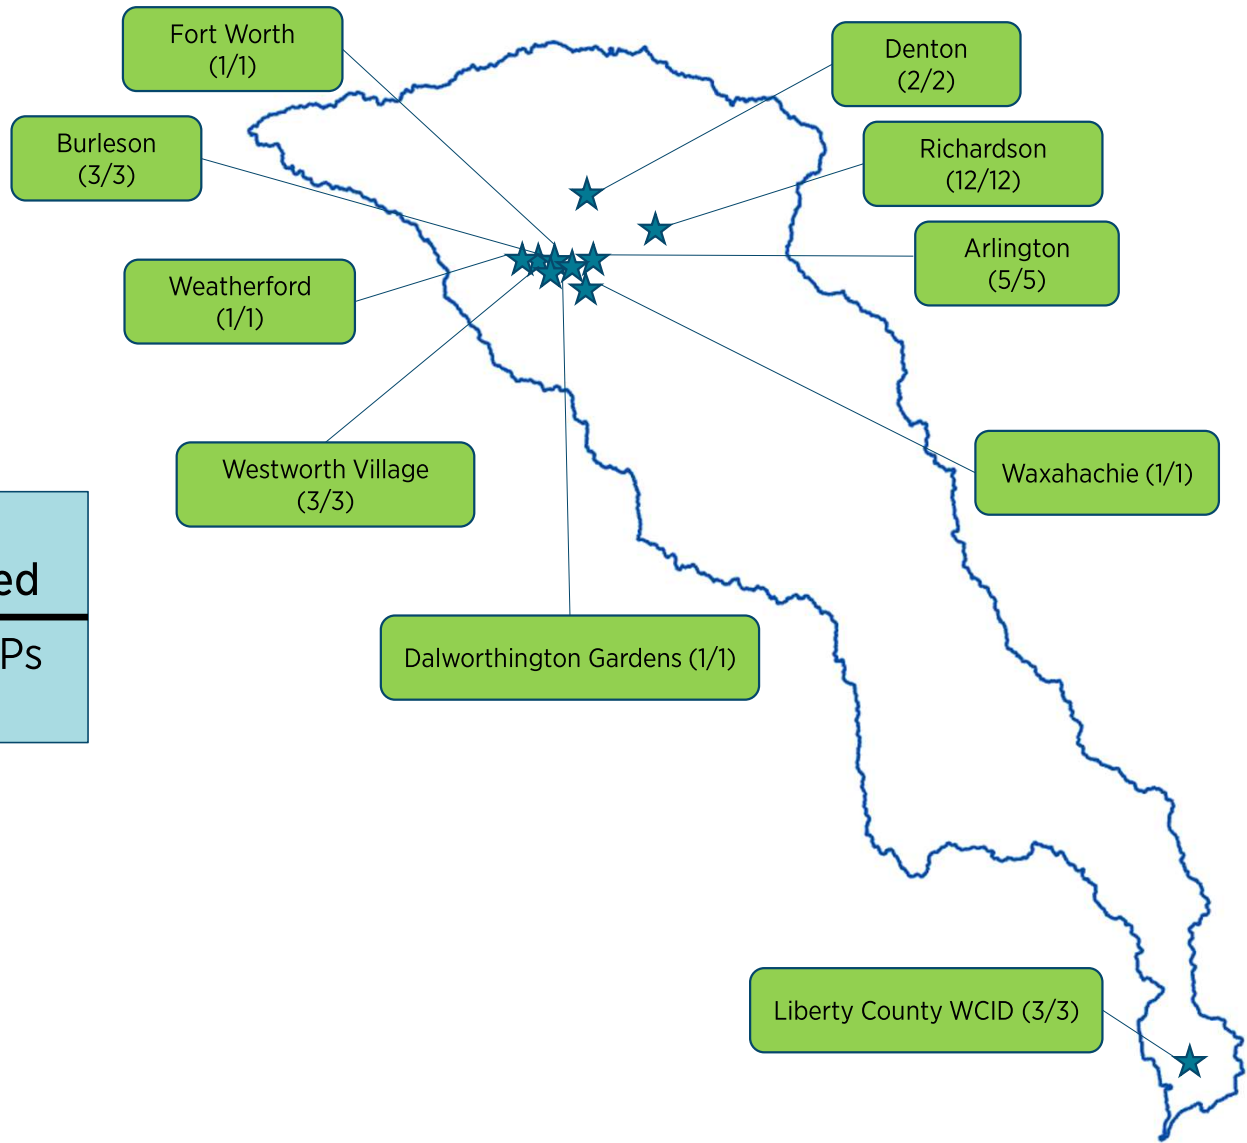 Fort Worth
(1/1)
Denton
(2/2)
Burleson
(3/3)
Richardson
(12/12)
Arlington
(5/5)
Weatherford
(1/1)
Westworth Village
(3/3)
Waxahachie (1/1)
ed
Ps
Dalworthington Gardens (1/1)
Liberty County WCID (3/3)